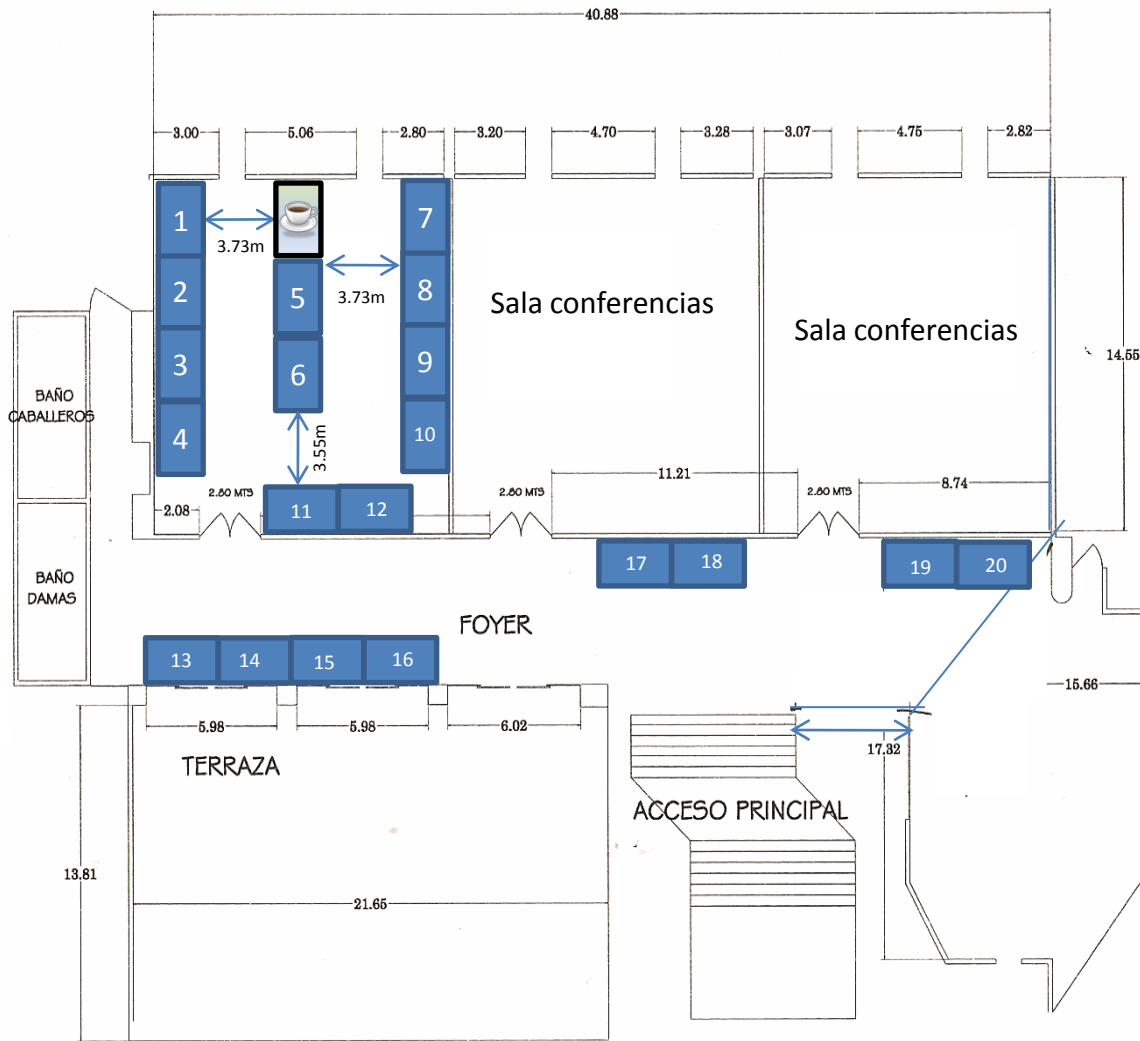 40.88
3.00
5.06
2.80
3.20
4.70
3.28
3.07
4.75
2.82
1
7
3.73m
2
5
8
3.73m
Sala conferencias
Sala conferencias
3
6
9
14.55
BAÑO
CABALLEROS
4
10
3.55m
11.21
2.08
2.80 MTS
11
12
2.80 MTS
2.80 MTS
8.74
BAÑO
DAMAS
17
18
19
20
FOYER
13
14
15
16
15.66
5.98
5.98
6.02
17.32
TERRAZA
ACCESO PRINCIPAL
13.81
21.65